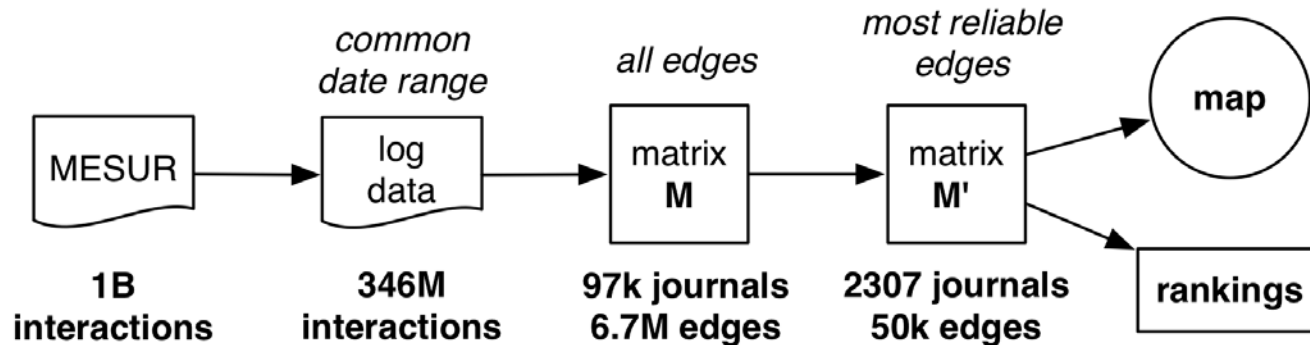 common
date range
all edges
most reliable
edges
MESUR
log
data
matrix
M
matrix
M'
map
rankings
1B
interactions
346M
interactions
97k journals
6.7M edges
2307 journals
50k edges